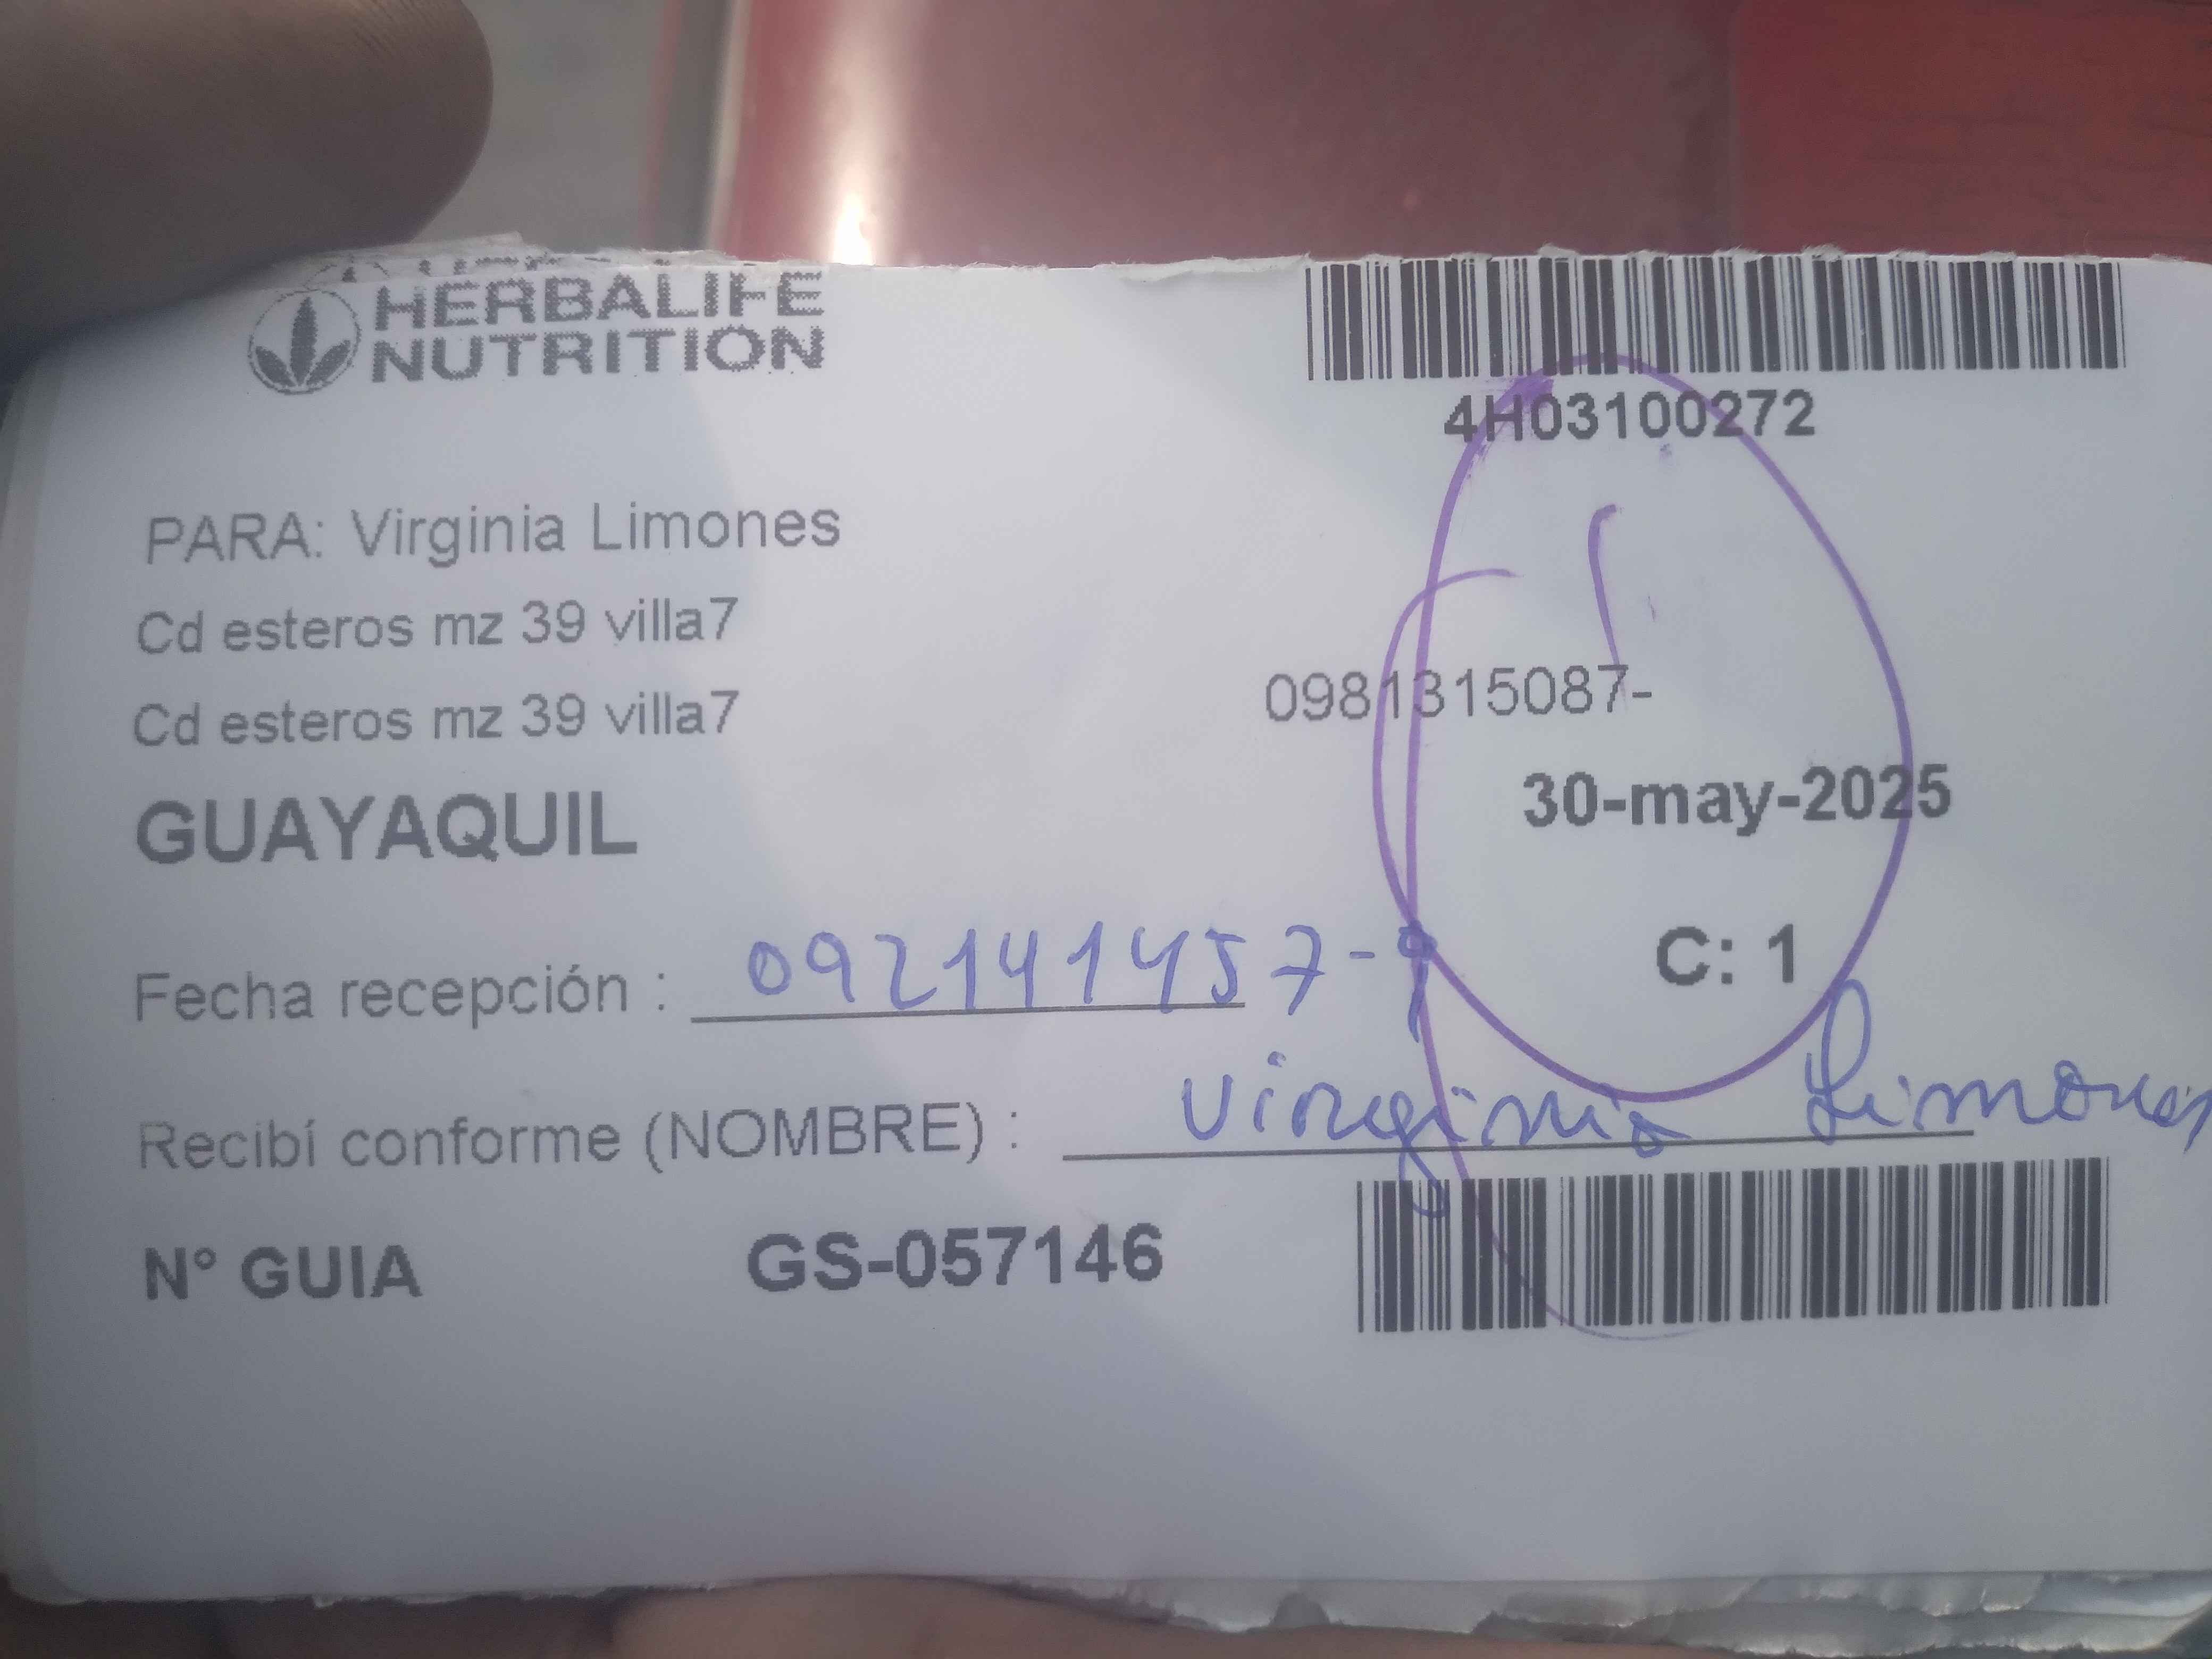 HERBALIFE
NUTRITION
4H03100272
PARA: Virginia Limones
Cd esteros mz 39 villa7
Cd esteros mz 39 villa7
0981315087-
GUAYAQUIL
30-may-2025
C: 1
Fecha recepción : 092141457-9
Recibí conforme (NOMBRE) : Virginia Limones
N° GUIA GS-057146